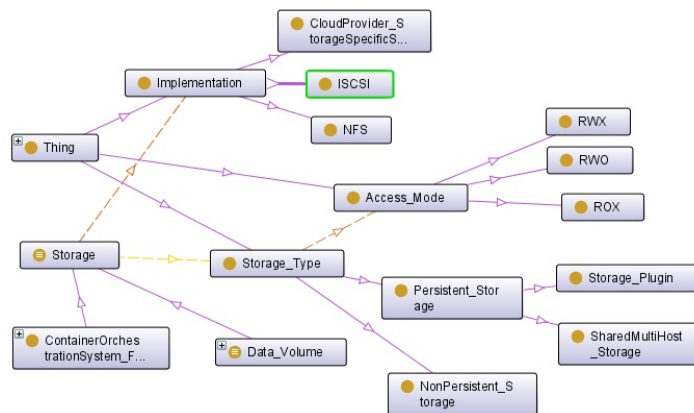 CloudProvider_S
torageSpecificS...
Implementation
ISCSI
NFS
RWX
Thing
RWO
Access_Mode
ROX
Storage
Storage_Type
Storage_Plugin
Persistent_Stor
age
ContainerOrches
trationSystem_F...
SharedMultiHost
_Storage
Data_Volume
NonPersistent_S
torage